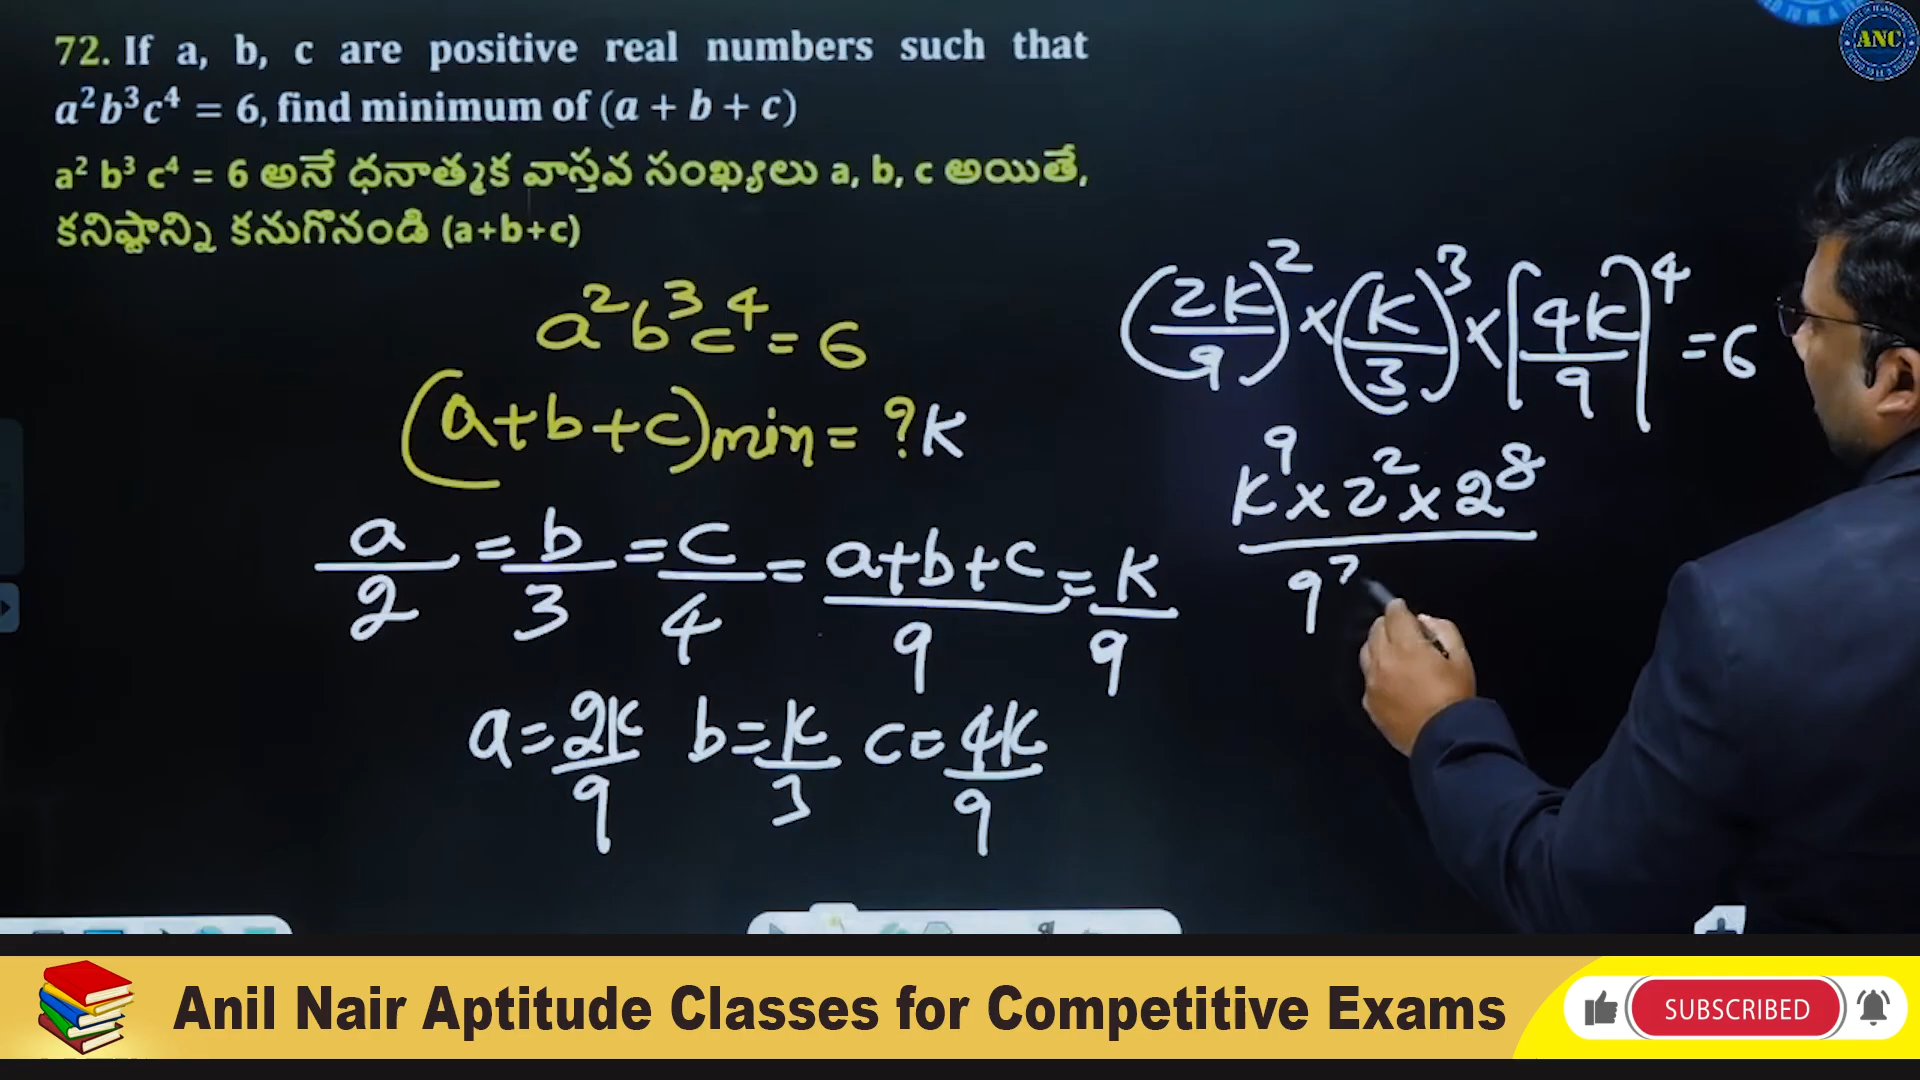 72. If a, b, c are positive real numbers such that
a²b³c⁴ = 6, find minimum of (a + b + c)
a² b³ c⁴ = 6 అనే ధనాత్మక వాస్తవ సంఖ్యలు a, b, c అయితే,
కనిష్టాన్ని కనుగొనండి (a+b+c)
a²b³c⁴ = 6
(a+b+c)min = ? K
a/2 = b/3 = c/4 = a+b+c/9 = K/9
a = 2K/9 b = K/3 c = 4K/9
(2K/9)² × (K/3)³ × (4K/9)⁴ = 6
K⁹ × 2² × 2⁸
9⁷
ANC
Anil Nair Aptitude Classes for Competitive Exams
SUBSCRIBED